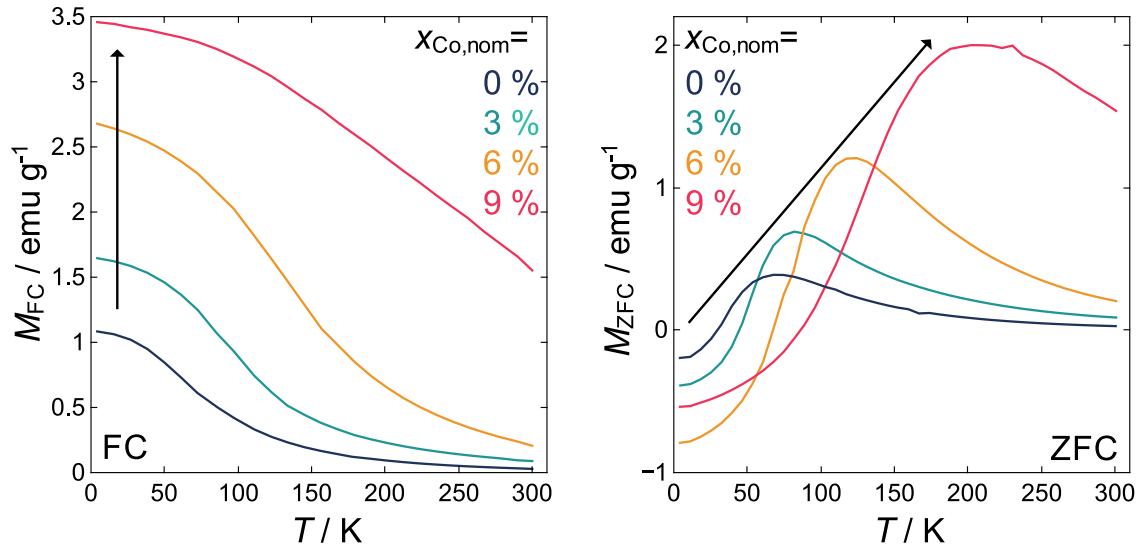 3.5
3
2.5
2
1.5
1
0.5
0
0 50 100 150 200 250 300
M_FC / emu g⁻¹
T / K
x_Co,nom=
0 %
3 %
6 %
9 %
FC
2
1
0
−1
0 50 100 150 200 250 300
M_ZFC / emu g⁻¹
T / K
x_Co,nom=
0 %
3 %
6 %
9 %
ZFC